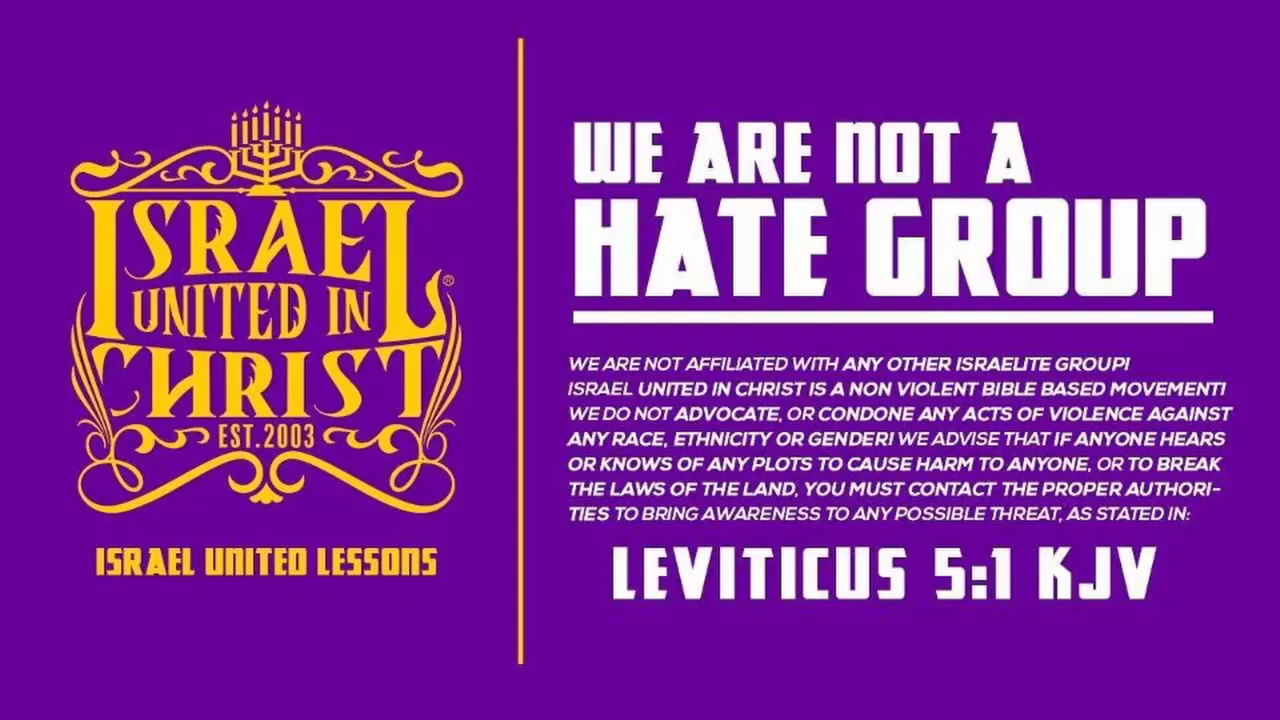 ISRAEL
UNITED IN
CHRIST
EST.2003
ISRAEL UNITED LESSONS
WE ARE NOT A
HATE GROUP
WE ARE NOT AFFILIATED WITH ANY OTHER ISRAELITE GROUP!
ISRAEL UNITED IN CHRIST IS A NON VIOLENT BIBLE BASED MOVEMENT!
WE DO NOT ADVOCATE, OR CONDONE ANY ACTS OF VIOLENCE AGAINST
ANY RACE, ETHNICITY OR GENDER! WE ADVISE THAT IF ANYONE HEARS
OR KNOWS OF ANY PLOTS TO CAUSE HARM TO ANYONE, OR TO BREAK
THE LAWS OF THE LAND, YOU MUST CONTACT THE PROPER AUTHORI-
TIES TO BRING AWARENESS TO ANY POSSIBLE THREAT, AS STATED IN:
LEVITICUS 5:1 KJV